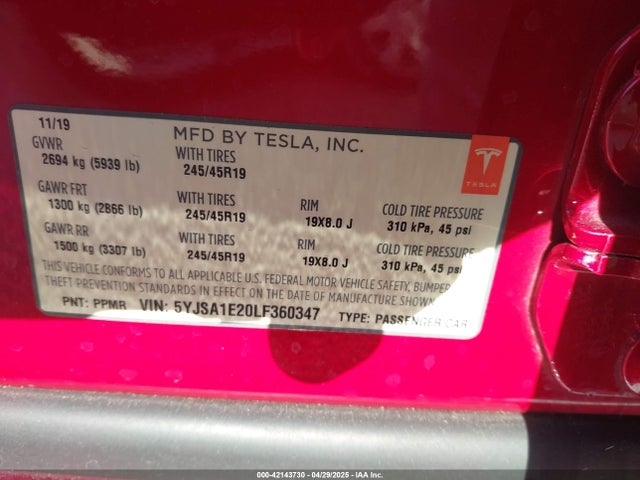 11/19
MFD BY TESLA, INC.
GVWR
2694 kg (5939 lb)
WITH TIRES
245/45R19
TESLA
GAWR FRT
1300 kg (2866 lb)
WITH TIRES
245/45R19
RIM
19X8.0 J
COLD TIRE PRESSURE
310 kPa, 45 psi
GAWR RR
1500 kg (3307 lb)
WITH TIRES
245/45R19
RIM
19X8.0 J
COLD TIRE PRESSURE
310 kPa, 45 psi
THIS VEHICLE CONFORMS TO ALL APPLICABLE U.S. FEDERAL MOTOR VEHICLE SAFETY, BUMPER,
THEFT PREVENTION STANDARDS IN EFFECT ON THE DATE OF MANUFACTURE SHOWN ABOVE.
PNT: PPMR VIN: 5YJSA1E20LF360347 TYPE: PASSENGER CAR
000-42143730 - 04/29/2025 - IAA Inc.